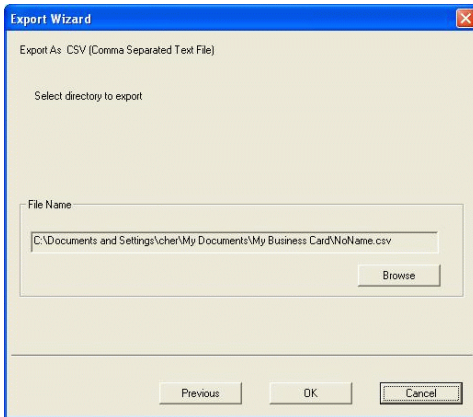 Export Wizard
Export As CSV (Comma Separated Text File)
Select directory to export
File Name
C:\Documents and Settings\cher\My Documents\My Business Card\NoName.csv
Browse
Previous OK Cancel